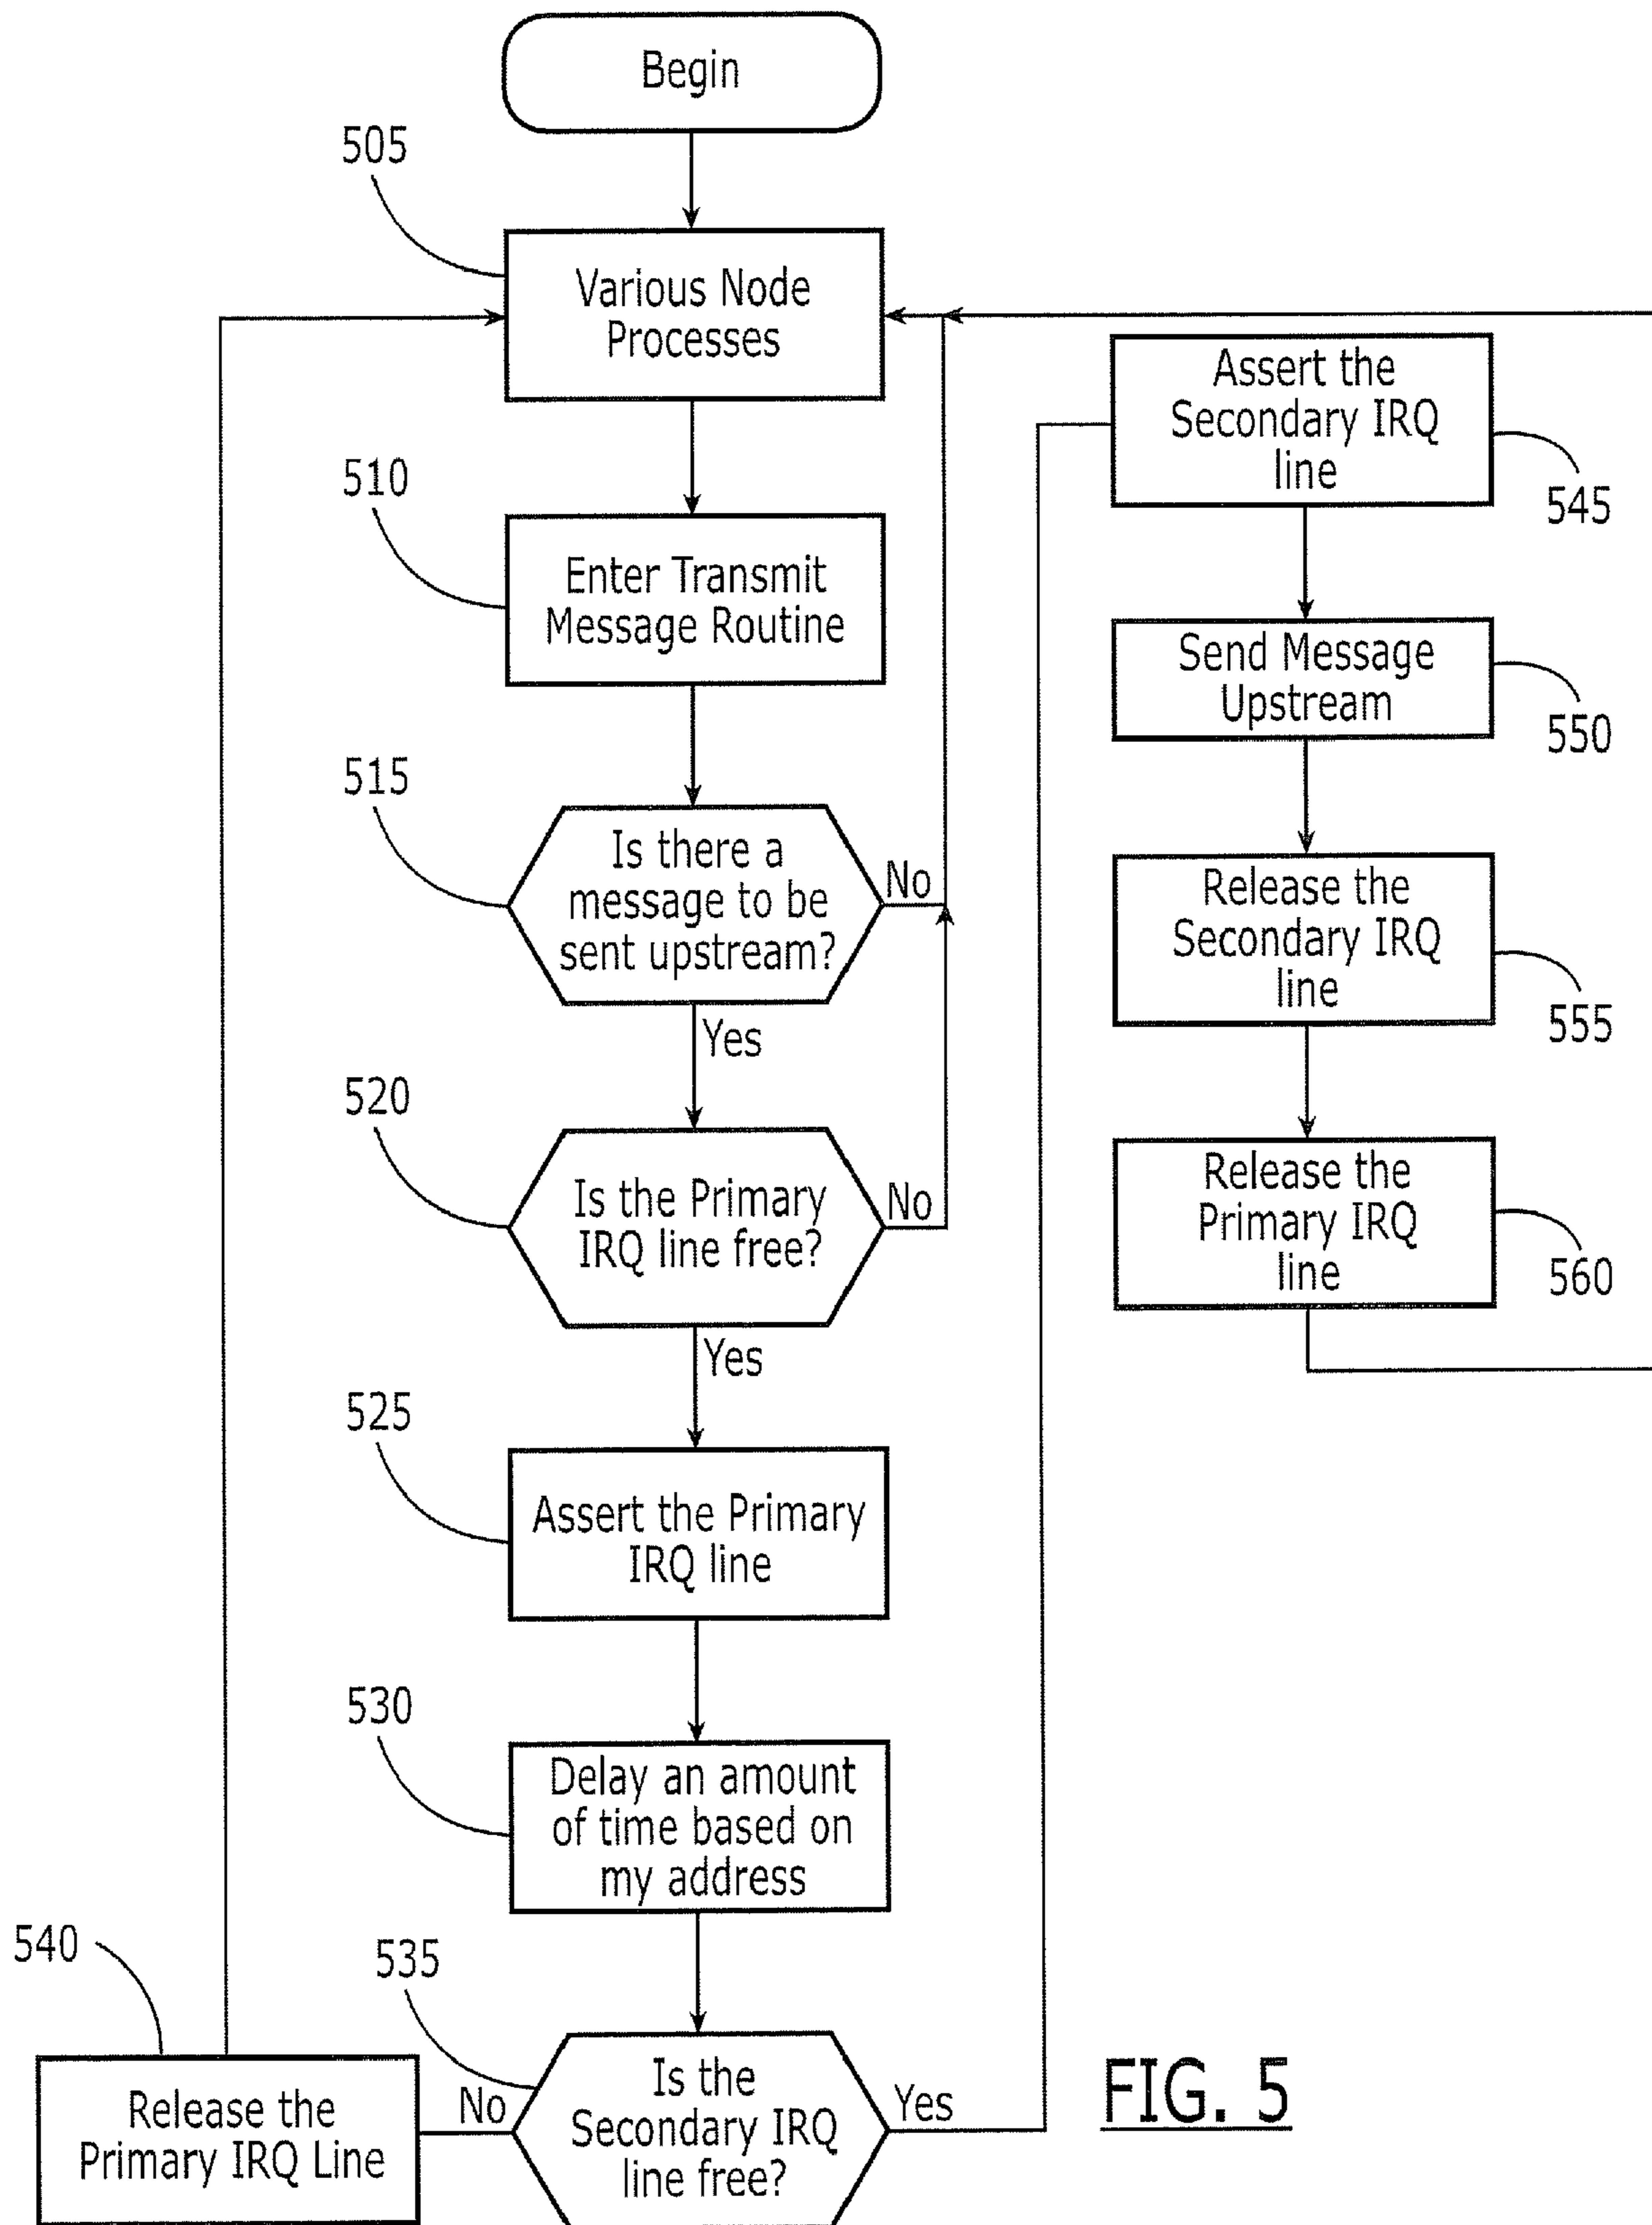 Begin
505
Various Node
Processes
510
Enter Transmit
Message Routine
515
Is there a
message to be
sent upstream?
No
Yes
520
Is the Primary
IRQ line free?
No
Yes
525
Assert the Primary
IRQ line
530
Delay an amount
of time based on
my address
535
Is the
Secondary IRQ
line free?
No
Yes
540
Release the
Primary IRQ Line
Assert the
Secondary IRQ
line
545
Send Message
Upstream
550
Release the
Secondary IRQ
line
555
Release the
Primary IRQ
line
560
FIG. 5